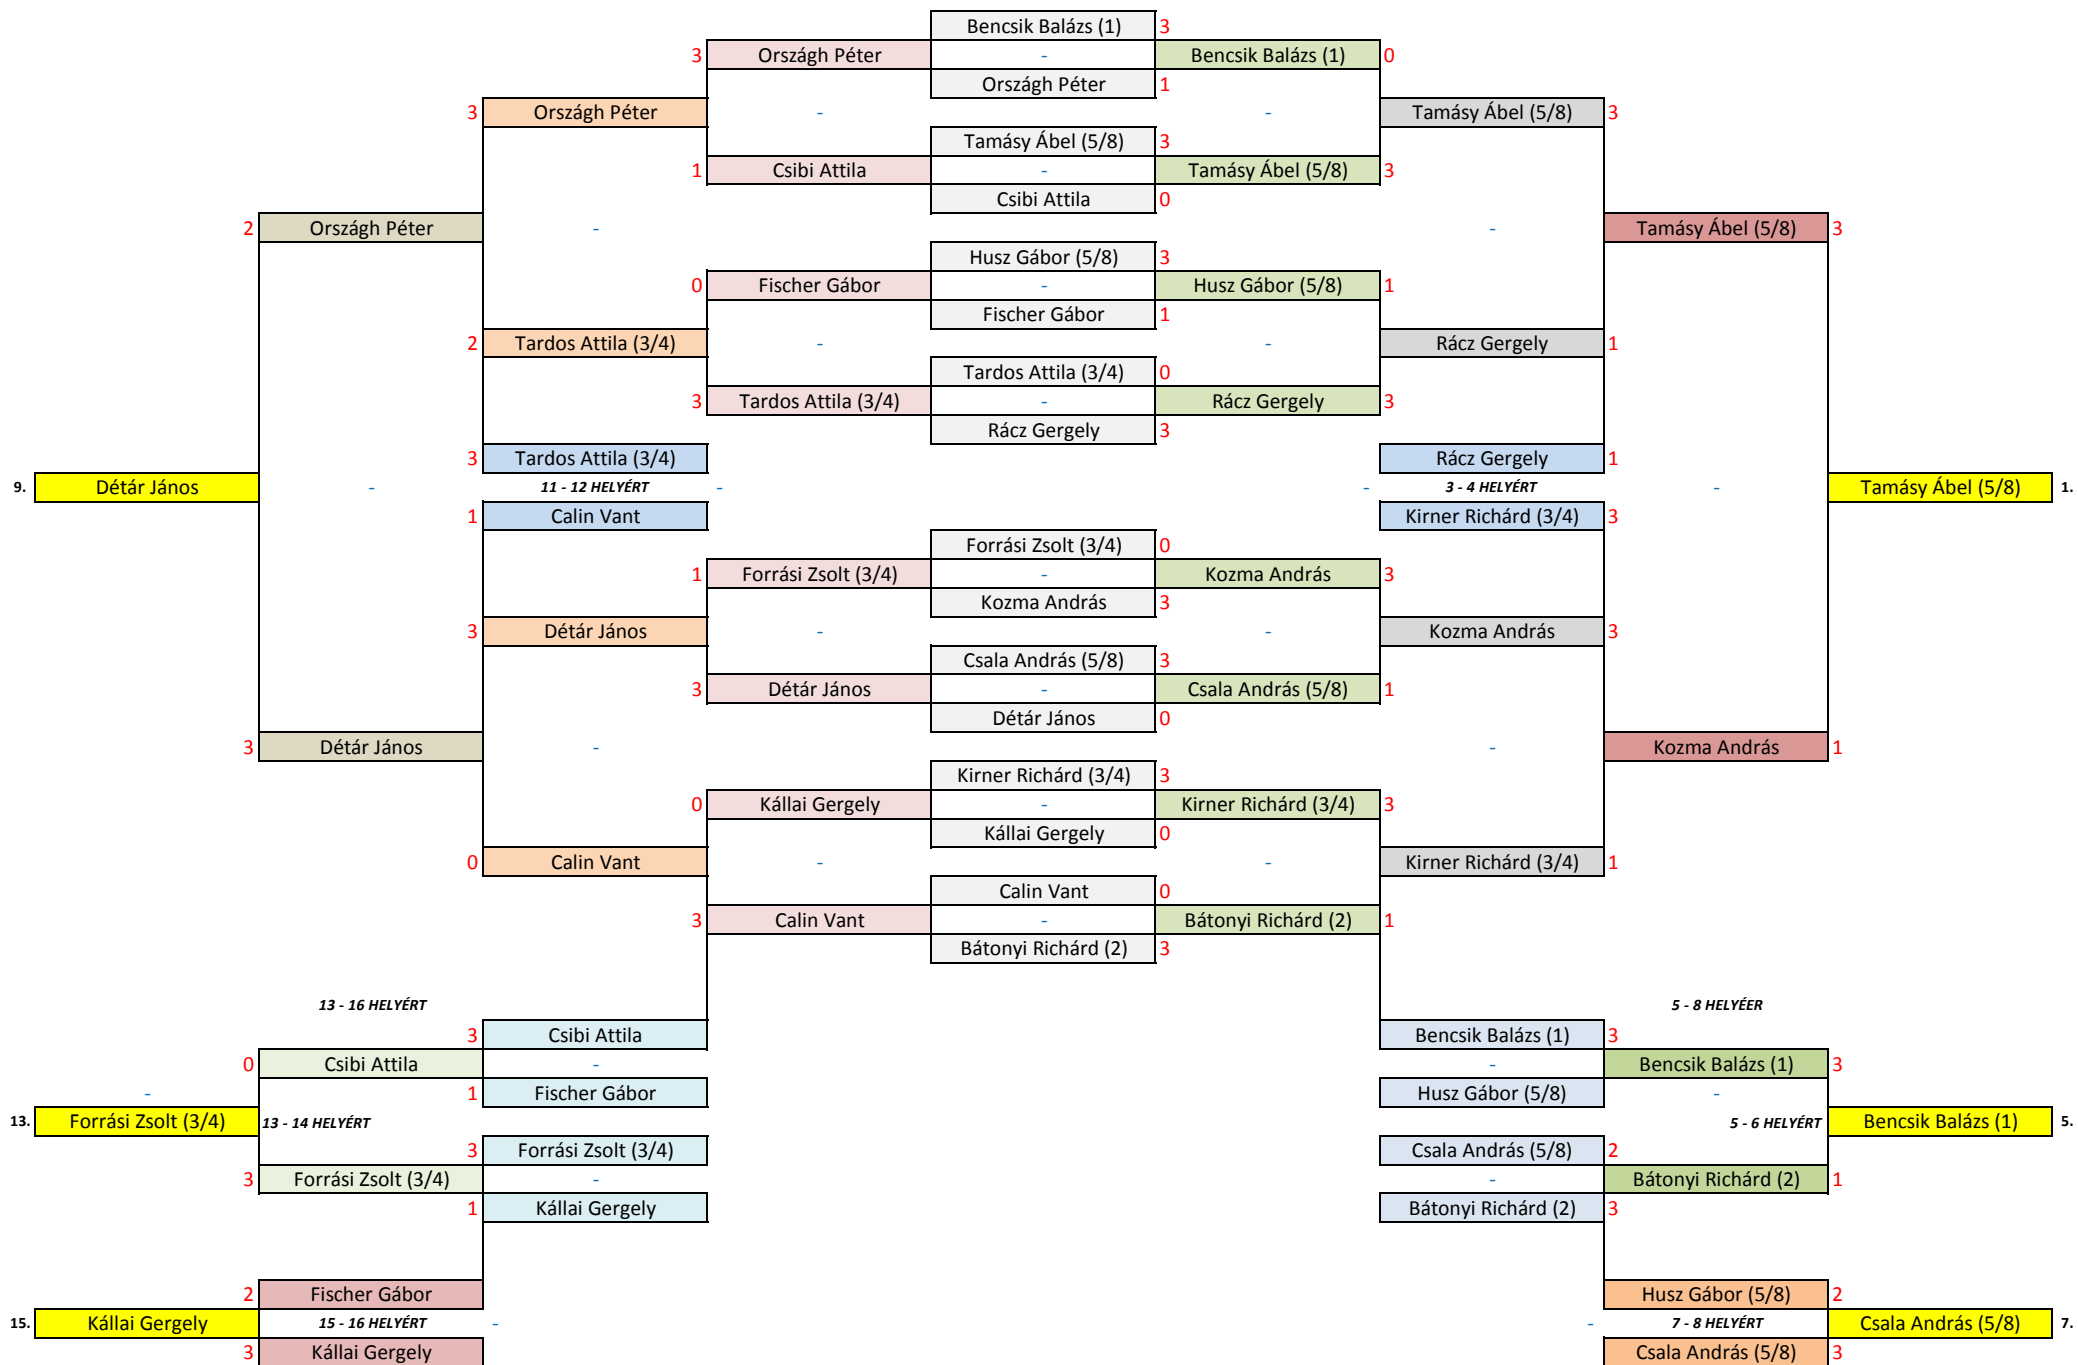 Bencsik Balázs (1) 3
3 Országh Péter - Bencsik Balázs (1) 0
Országh Péter 1
3 Országh Péter - - Tamásy Ábel (5/8) 3
Tamásy Ábel (5/8) 3
1 Csibi Attila - Tamásy Ábel (5/8) 3
Csibi Attila 0
2 Országh Péter - - Tamásy Ábel (5/8) 3
Husz Gábor (5/8) 3
0 Fischer Gábor - Husz Gábor (5/8) 1
Fischer Gábor 1
2 Tardos Attila (3/4) - - Rácz Gergely 1
Tardos Attila (3/4) 0
3 Tardos Attila (3/4) - Rácz Gergely 3
Rácz Gergely 3
3 Tardos Attila (3/4) Rácz Gergely 1
9. Détár János - 11 - 12 HELYÉRT - - 3 - 4 HELYÉRT - Tamásy Ábel (5/8) 1.
1 Calin Vant Kirner Richárd (3/4) 3
Forrási Zsolt (3/4) 0
1 Forrási Zsolt (3/4) - Kozma András 3
Kozma András 3
3 Détár János - - Kozma András 3
Csala András (5/8) 3
3 Détár János - Csala András (5/8) 1
Détár János 0
3 Détár János - - Kozma András 1
Kirner Richárd (3/4) 3
0 Kállai Gergely - Kirner Richárd (3/4) 3
Kállai Gergely 0
0 Calin Vant - - Kirner Richárd (3/4) 1
Calin Vant 0
3 Calin Vant - Bátonyi Richárd (2) 1
Bátonyi Richárd (2) 3
13 - 16 HELYÉRT 5 - 8 HELYÉER
3 Csibi Attila Bencsik Balázs (1) 3
0 Csibi Attila - - Bencsik Balázs (1) 3
- 1 Fischer Gábor Husz Gábor (5/8) -
13. Forrási Zsolt (3/4) 13 - 14 HELYÉRT 5 - 6 HELYÉRT Bencsik Balázs (1) 5.
3 Forrási Zsolt (3/4) Csala András (5/8) 2
3 Forrási Zsolt (3/4) - - Bátonyi Richárd (2) 1
1 Kállai Gergely Bátonyi Richárd (2) 3
2 Fischer Gábor Husz Gábor (5/8) 2
15. Kállai Gergely 15 - 16 HELYÉRT - - 7 - 8 HELYÉRT Csala András (5/8) 7.
3 Kállai Gergely Csala András (5/8) 3